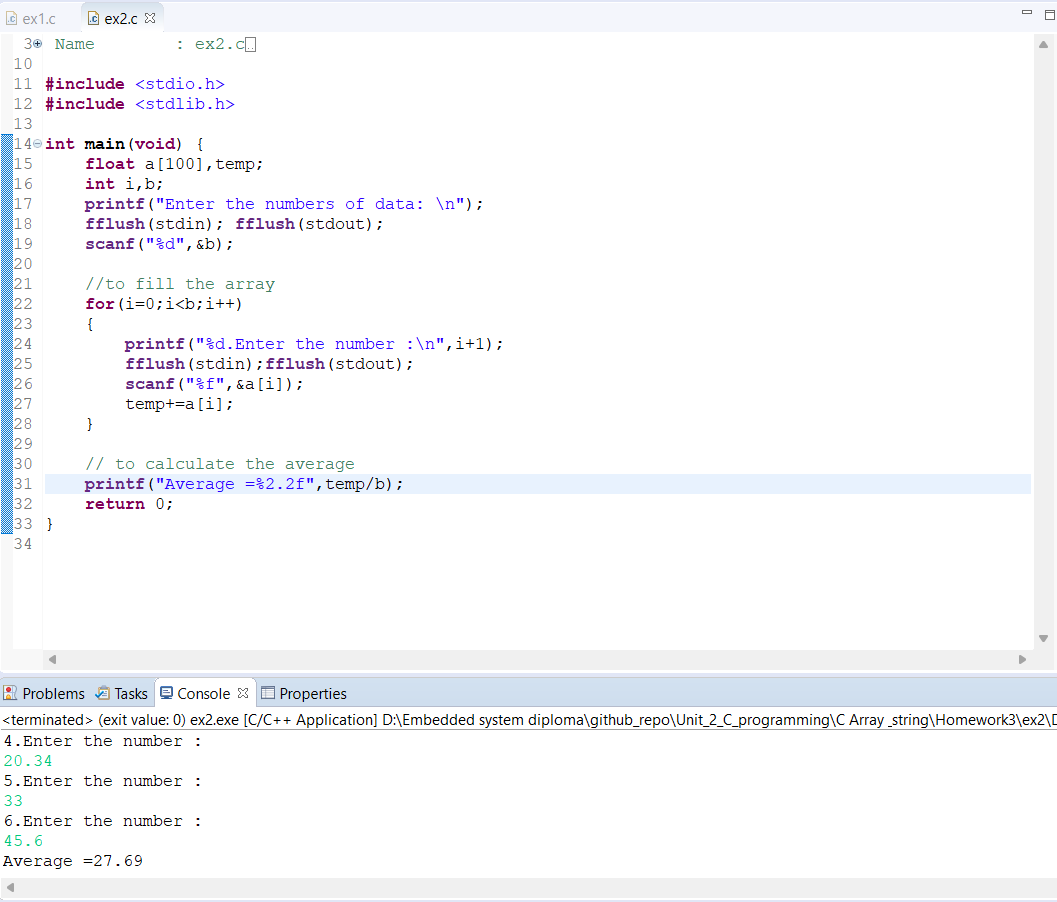 ex1.c ex2.c
3 Name : ex2.c
10
11 #include <stdio.h>
12 #include <stdlib.h>
13
14 int main(void) {
15 float a[100],temp;
16 int i,b;
17 printf("Enter the numbers of data: \n");
18 fflush(stdin); fflush(stdout);
19 scanf("%d",&b);
20
21 //to fill the array
22 for(i=0;i<b;i++)
23 {
24 printf("%d.Enter the number :\n",i+1);
25 fflush(stdin);fflush(stdout);
26 scanf("%f",&a[i]);
27 temp+=a[i];
28 }
29
30 // to calculate the average
31 printf("Average =%2.2f",temp/b);
32 return 0;
33 }
34
Problems Tasks Console Properties
<terminated> (exit value: 0) ex2.exe [C/C++ Application] D:\Embedded system diploma\github_repo\Unit_2_C_programming\C Array _string\Homework3\ex2\D
4.Enter the number :
20.34
5.Enter the number :
33
6.Enter the number :
45.6
Average =27.69